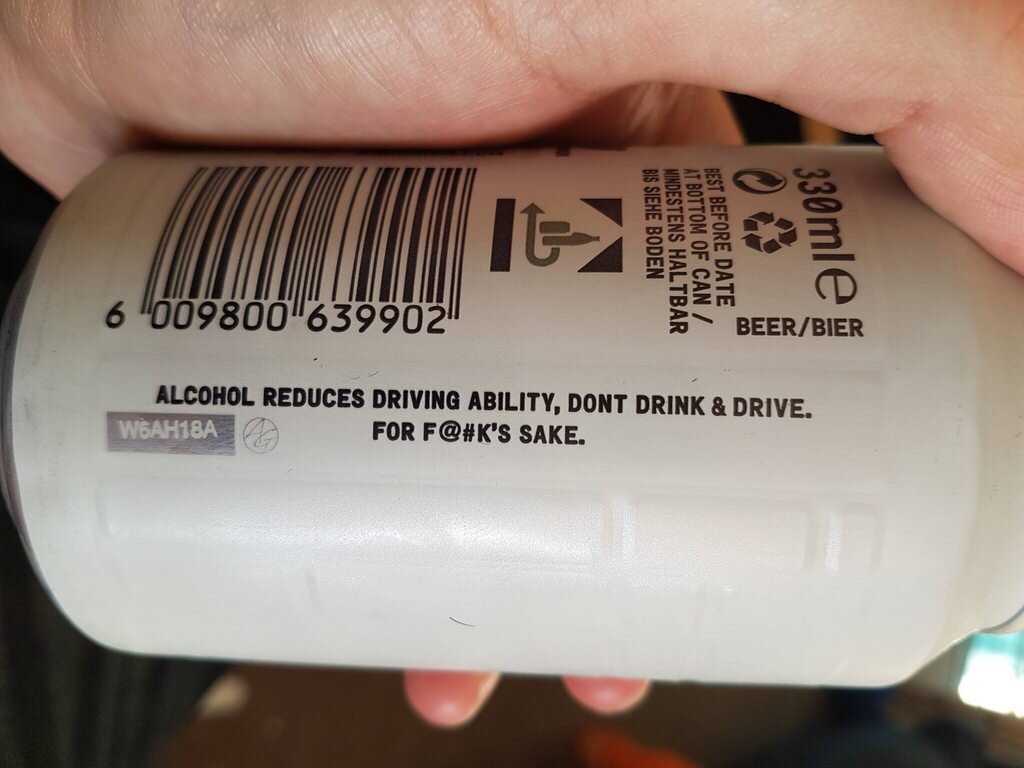 330ml e
BEER/BIER
BEST BEFORE DATE
AT BOTTOM OF CAN /
MINDESTENS HALTBAR
BIS SIEHE BODEN
6 009800 639902
ALCOHOL REDUCES DRIVING ABILITY, DONT DRINK & DRIVE.
FOR F@#K'S SAKE.
W5AH18A